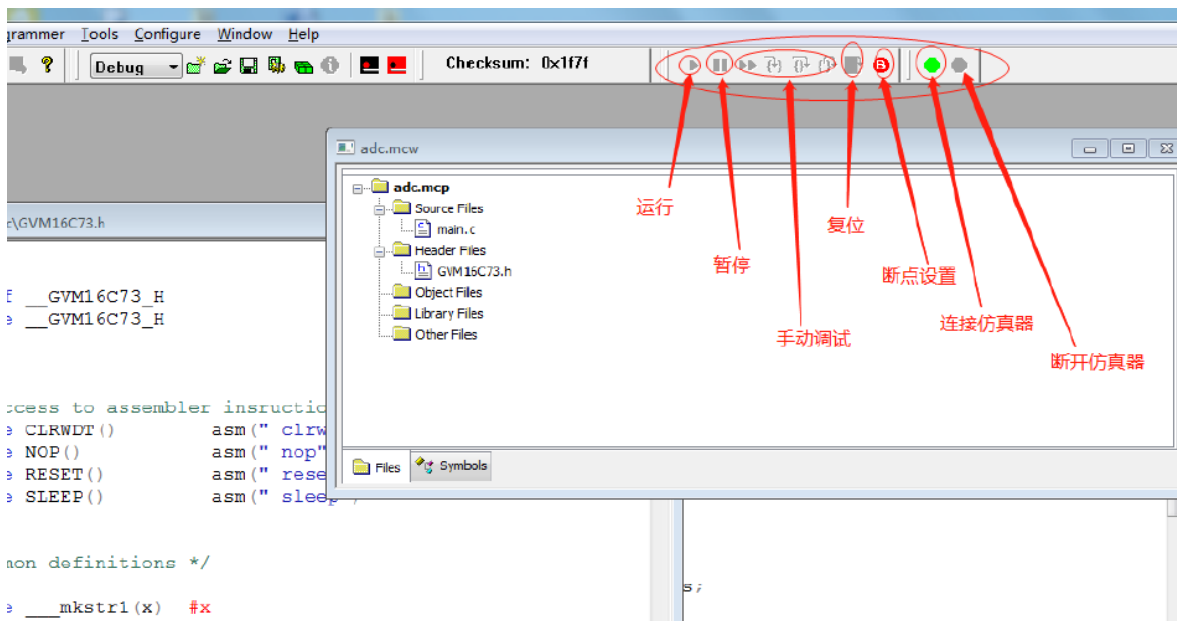 grammer Tools Configure Window Help
Debug
Checksum: 0x1f7f
B
adc.mcw
adc.mcp
Source Files
main.c
Header Files
GVM16C73.h
Object Files
Library Files
Other Files
Files Symbols
运行
暂停
手动调试
复位
断点设置
连接仿真器
断开仿真器
c\GVM16C73.h
f __GVM16C73_H
e __GVM16C73_H
ccess to assembler insructio
e CLRWDT() asm(" clrw
e NOP() asm(" nop"
e RESET() asm(" rese
e SLEEP() asm(" sleep
mon definitions */
e ___mkstr1(x) #x
s;